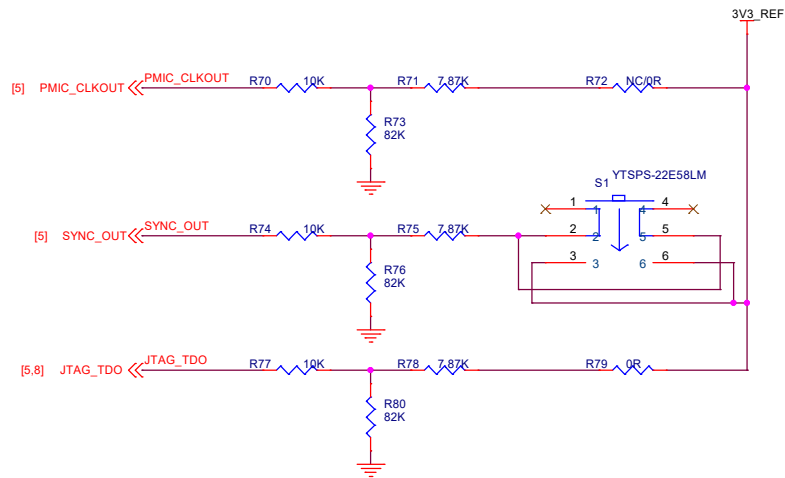 3V3_REF
[5] PMIC_CLKOUT PMIC_CLKOUT R70 10K R71 7.87K R72 NC/0R
R73
82K
S1 YTSPS-22E58LM
1 1 4 4
[5] SYNC_OUT SYNC_OUT R74 10K R75 7.87K 2 2 5 5
3 3 6 6
R76
82K
[5,8] JTAG_TDO JTAG_TDO R77 10K R78 7.87K R79 0R
R80
82K